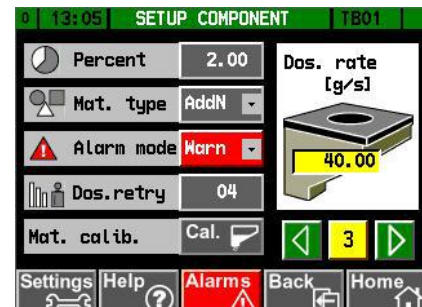 0 13:05 SETUP COMPONENT TB01
Percent 2.00
Mat. type AddN
Alarm mode Warn
Dos.retry 04
Mat. calib. Cal.
Dos. rate
[g/s]
40.00
3
Settings Help Alarms Back Home